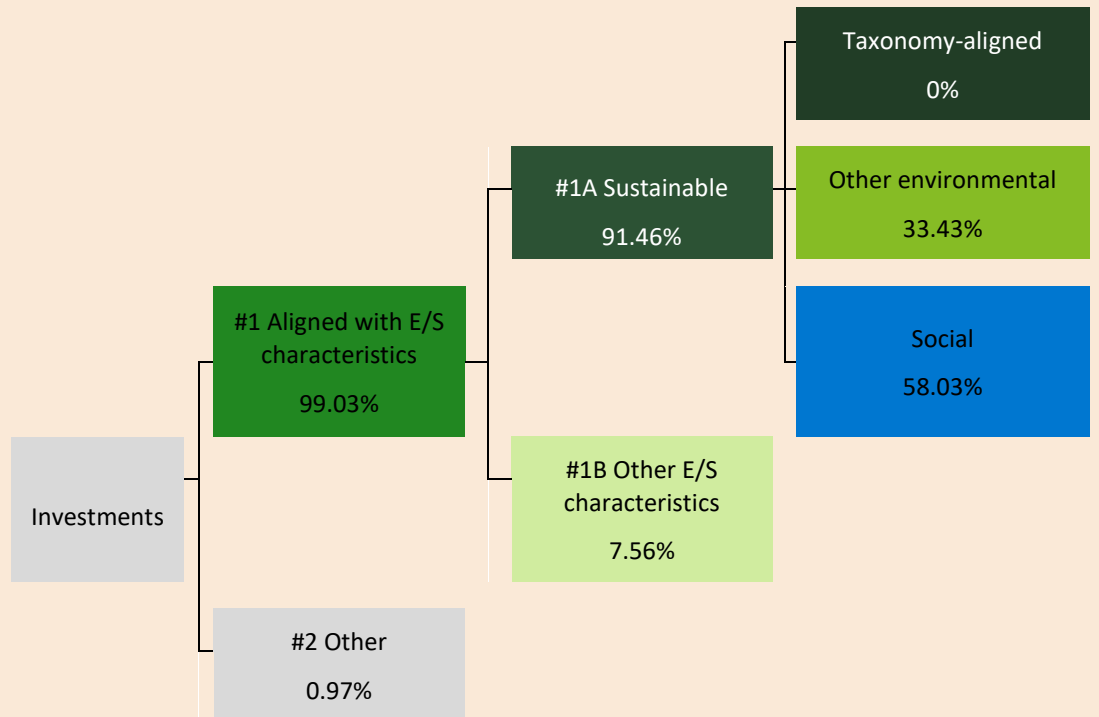 Taxonomy-aligned
0%
#1A Sustainable
91.46%
Other environmental
33.43%
#1 Aligned with E/S
characteristics
99.03%
Social
58.03%
Investments
#1B Other E/S
characteristics
7.56%
#2 Other
0.97%